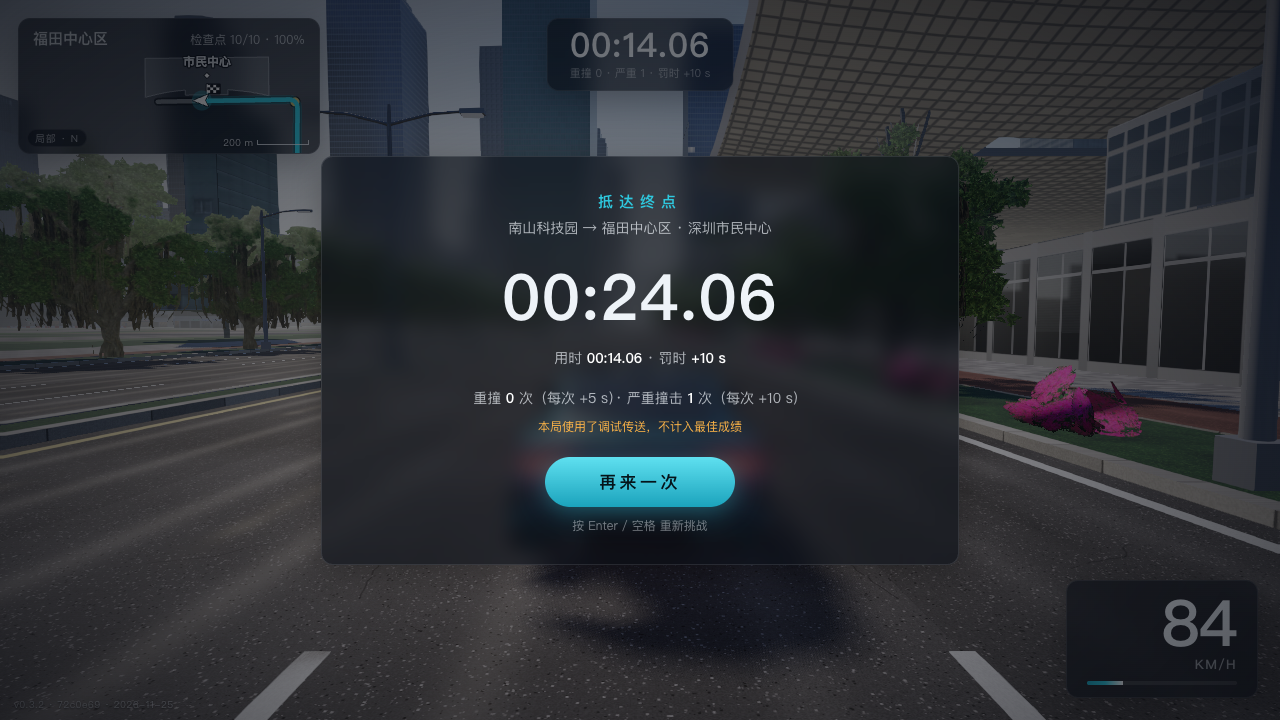 福田中心区
检查点 10/10 · 100%
市民中心
局部 · N
200 m
00:14.06
重撞 0 · 严重 1 · 罚时 +10 s
抵达终点
南山科技园 → 福田中心区 · 深圳市民中心
00:24.06
用时 00:14.06 · 罚时 +10 s
重撞 0 次（每次 +5 s）· 严重撞击 1 次（每次 +10 s）
本局使用了调试传送，不计入最佳成绩
再来一次
按 Enter / 空格 重新挑战
84
KM/H